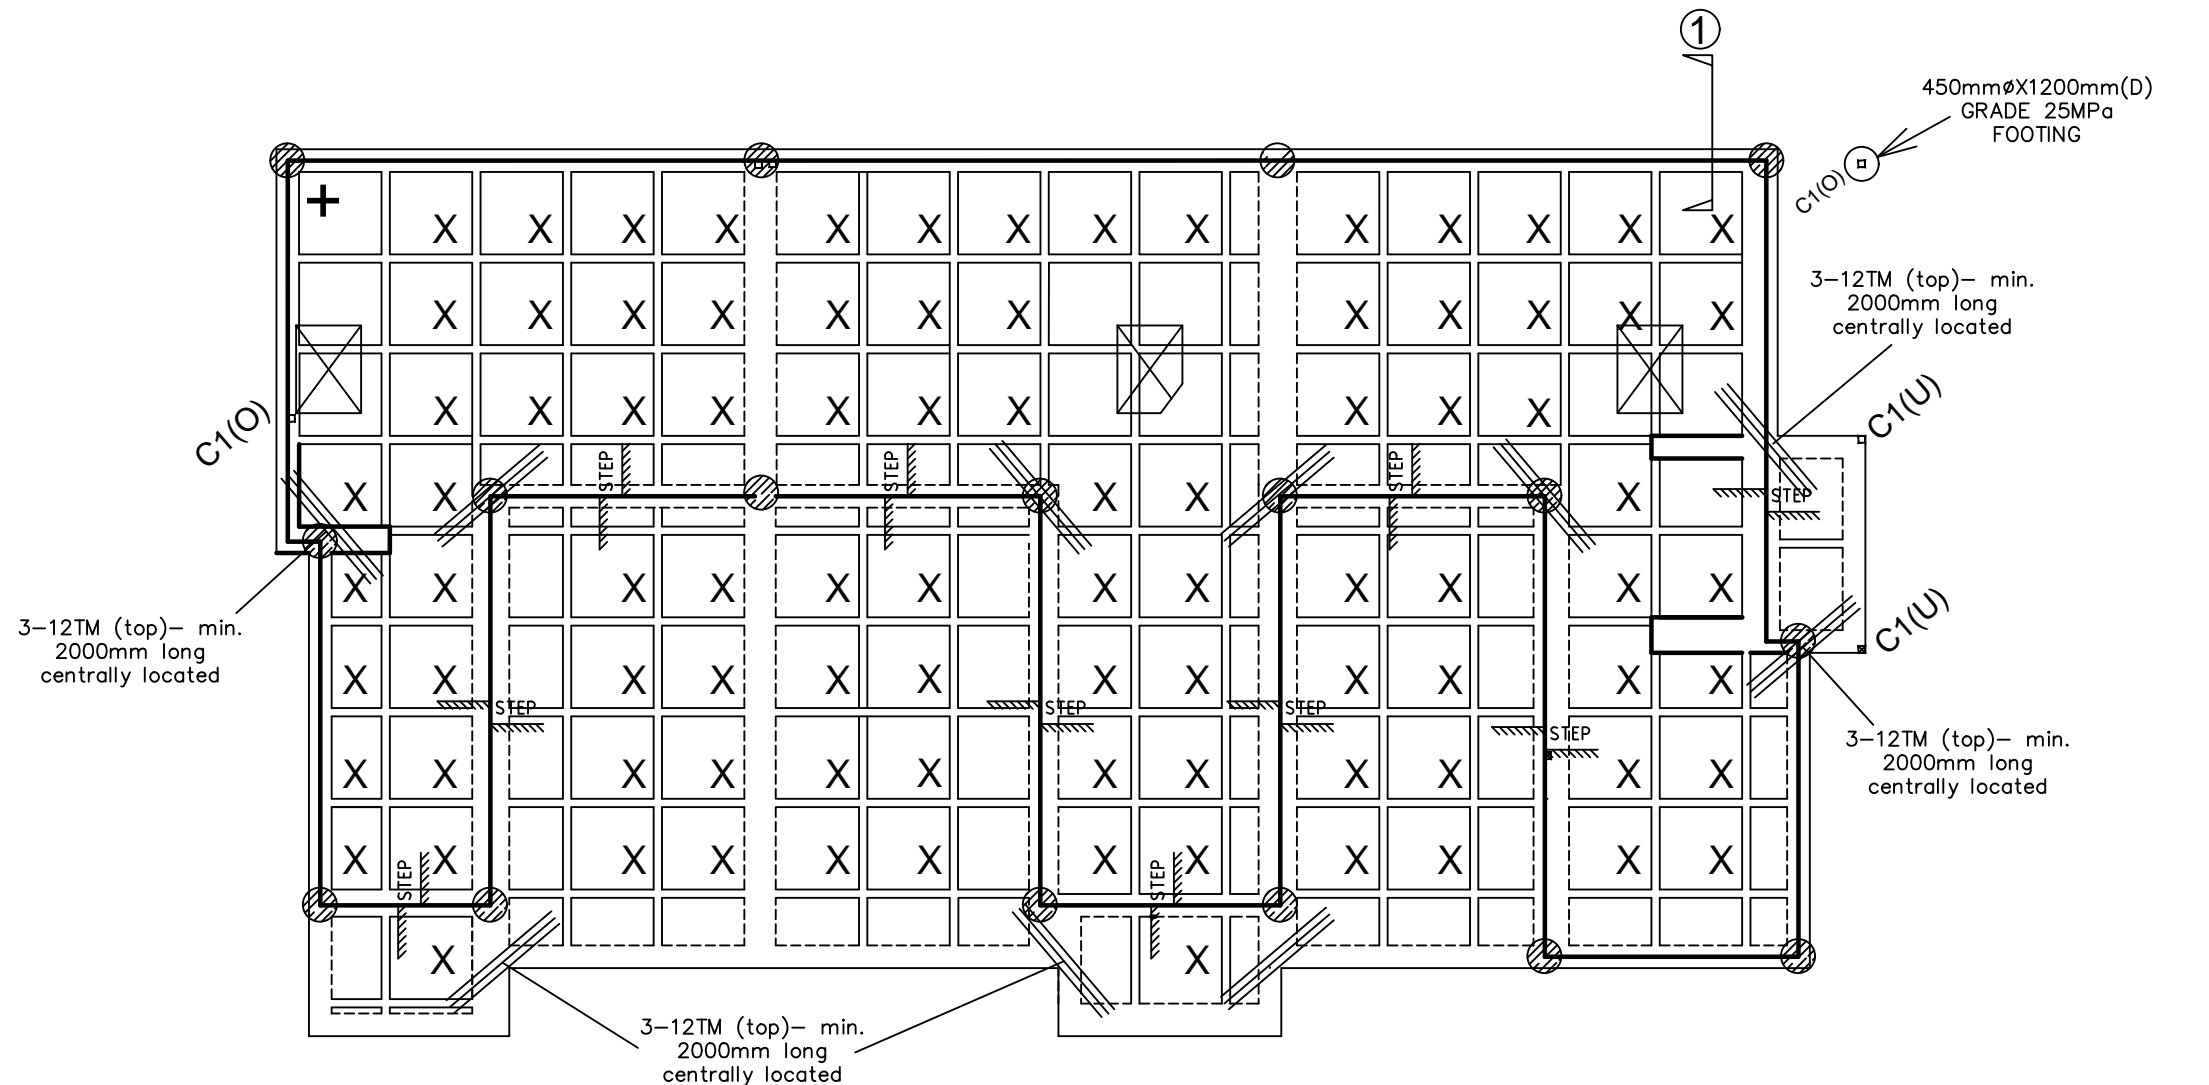 1
450mmøX1200mm(D)
GRADE 25MPa
FOOTING
C1(O)
X X X X X X X X X X X X X X
3-12TM (top)- min.
2000mm long
centrally located
X X X X X X X X X X X X
C1(O)
X X X X X X X X X X
C1(U)
STEP
STEP
STEP
STEP
X X X X X
X X X X X X X X X X X X
C1(U)
3-12TM (top)- min.
2000mm long
centrally located
X X X X X X X X X X X X
STEP
STEP
STEP
STEP
3-12TM (top)- min.
2000mm long
centrally located
X X X X X X X X X X X X
X X X X X X X X X X X X
STEP
STEP
X X
3-12TM (top)- min.
2000mm long
centrally located